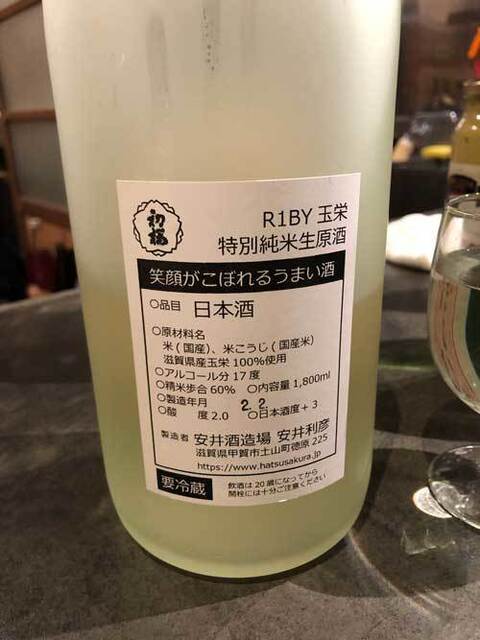 初桜
R1BY 玉栄
特別純米生原酒
笑顔がこぼれるうまい酒
○品目 日本酒
○原材料名
米(国産)、米こうじ(国産米)
滋賀県産玉栄 100%使用
○アルコール分 17度
○精米歩合60% ○内容量 1,800ml
○製造年月 2.2
○酸 度2.0 ○日本酒度+3
製造者 安井酒造場 安井利彦
滋賀県甲賀市土山町徳原 225
https://www.hatsusakura.jp
要冷蔵
飲酒は20歳になってから
開栓には十分ご注意ください